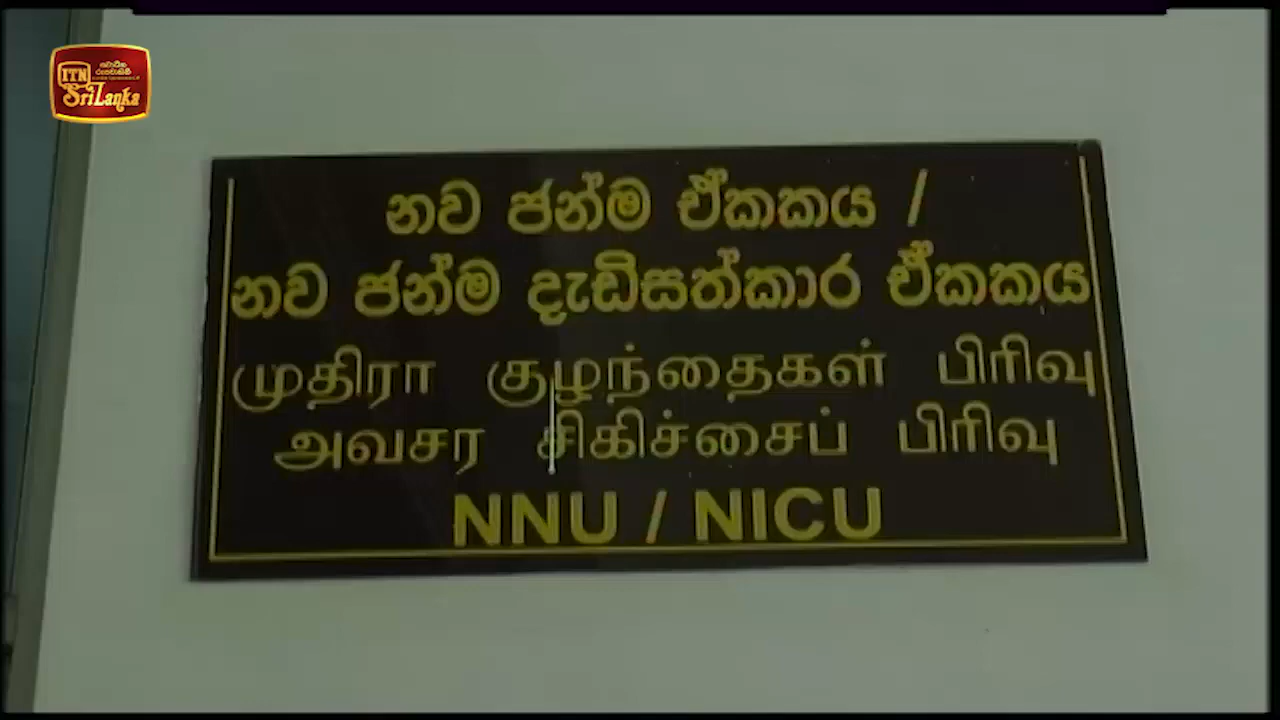 ITN
SriLanka
නව ජන්ම ඒකකය /
නව ජන්ම දැඩිසත්කාර ඒකකය
முதிரா குழந்தைகள் பிரிவு
அவசர சிகிச்சைப் பிரிவு
NNU / NICU